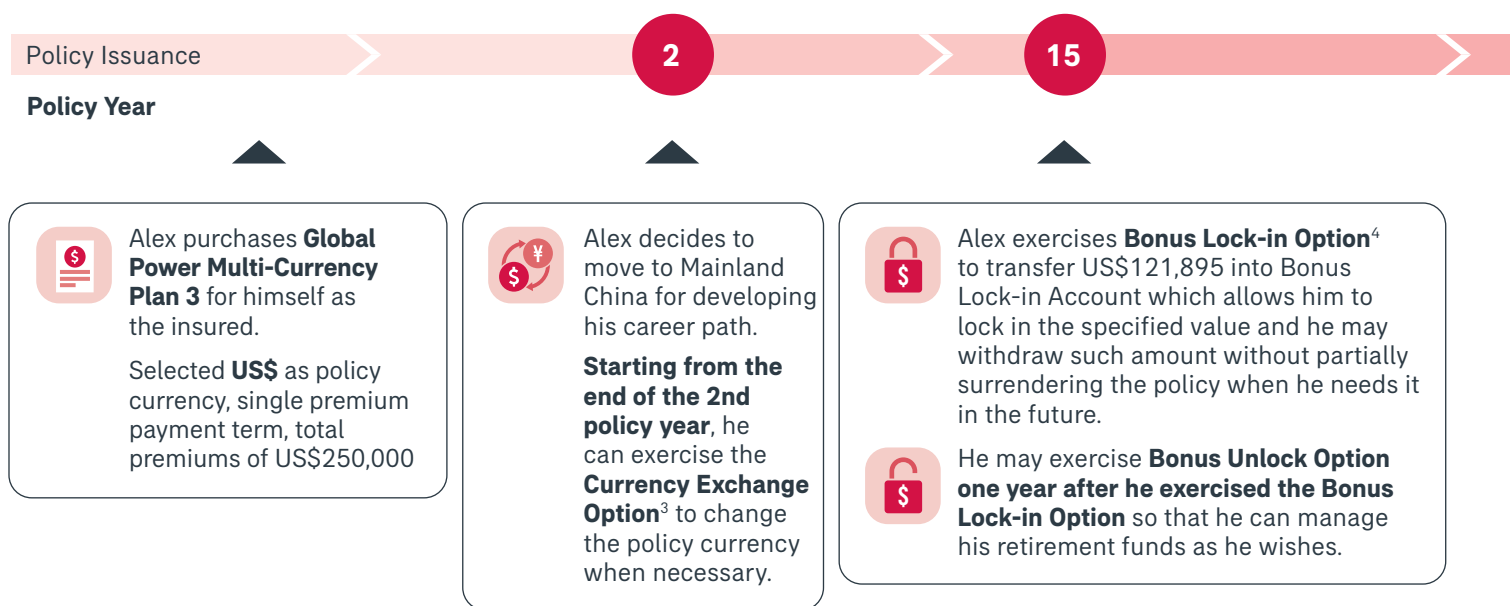 Policy Issuance
2
15
Policy Year
$
Alex purchases Global
Power Multi-Currency
Plan 3 for himself as
the insured.
Selected US$ as policy
currency, single premium
payment term, total
premiums of US$250,000
¥
$
Alex decides to
move to Mainland
China for developing
his career path.
Starting from the
end of the 2nd
policy year, he
can exercise the
Currency Exchange
Option3 to change
the policy currency
when necessary.
$
Alex exercises Bonus Lock-in Option4
to transfer US$121,895 into Bonus
Lock-in Account which allows him to
lock in the specified value and he may
withdraw such amount without partially
surrendering the policy when he needs it
in the future.
$
He may exercise Bonus Unlock Option
one year after he exercised the Bonus
Lock-in Option so that he can manage
his retirement funds as he wishes.